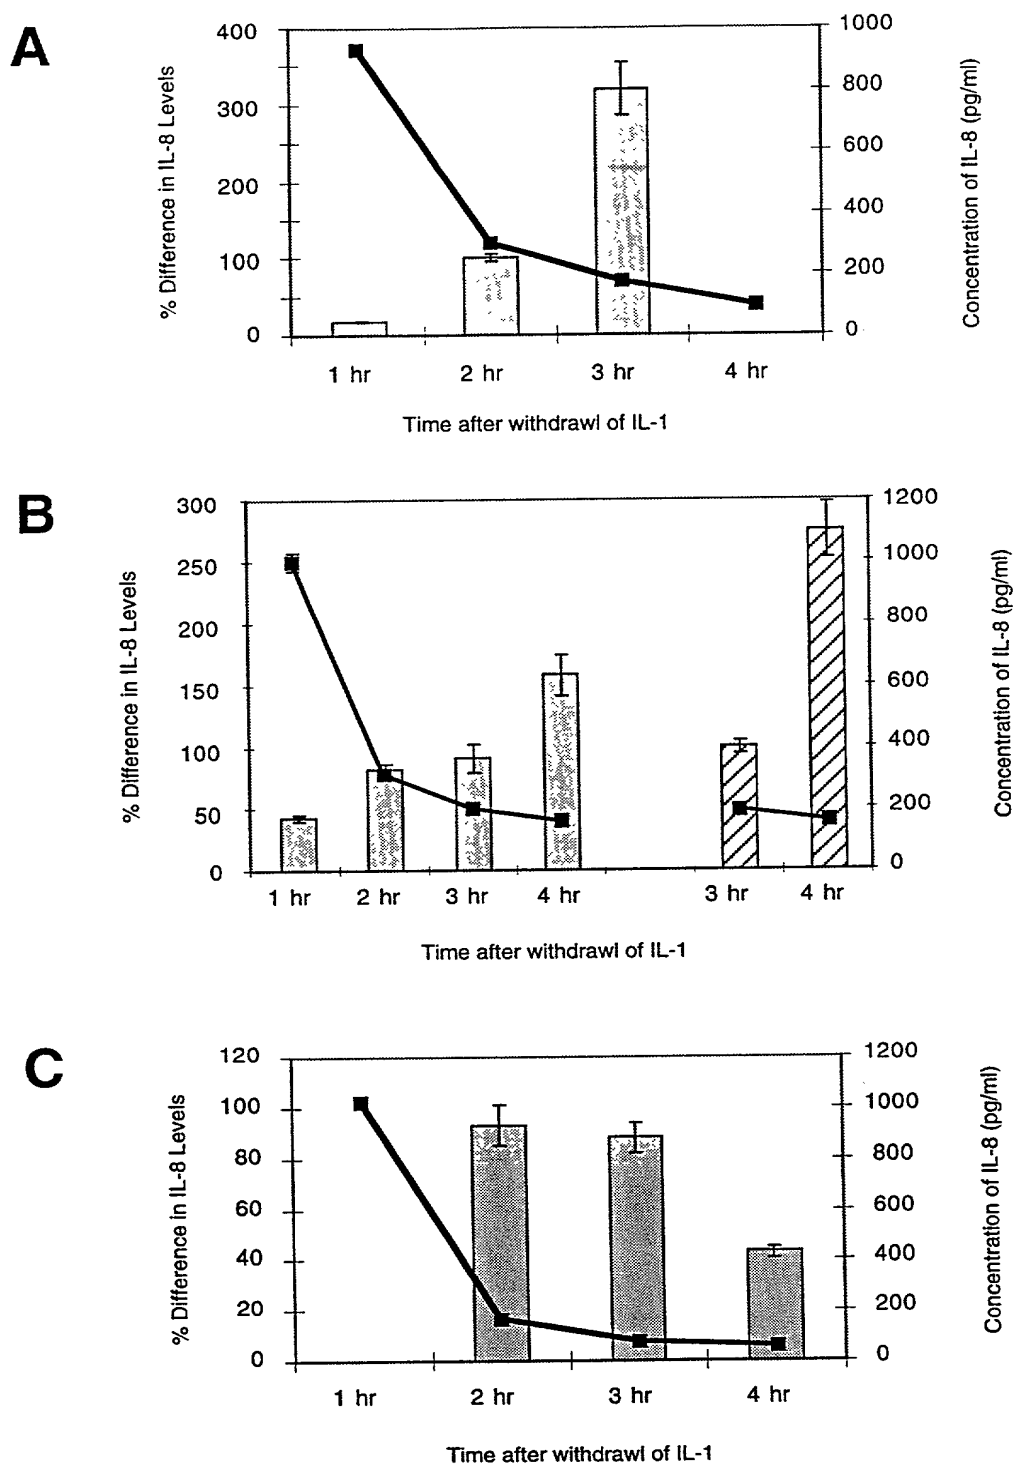 A
% Difference in IL-8 Levels
400
300
200
100
0
1000
800
600
400
200
0
Concentration of IL-8 (pg/ml)
1 hr 2 hr 3 hr 4 hr
Time after withdrawl of IL-1
B
% Difference in IL-8 Levels
300
250
200
150
100
50
0
1200
1000
800
600
400
200
0
Concentration of IL-8 (pg/ml)
1 hr 2 hr 3 hr 4 hr 3 hr 4 hr
Time after withdrawl of IL-1
C
% Difference in IL-8 Levels
120
100
80
60
40
20
0
1200
1000
800
600
400
200
0
Concentration of IL-8 (pg/ml)
1 hr 2 hr 3 hr 4 hr
Time after withdrawl of IL-1